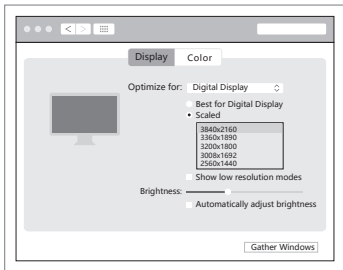 Display Color
Optimize for: Digital Display
Best for Digital Display
Scaled
3840x2160
3360x1890
3200x1800
3008x1692
2560x1440
Show low resolution modes
Brightness:
Automatically adjust brightness
Gather Windows